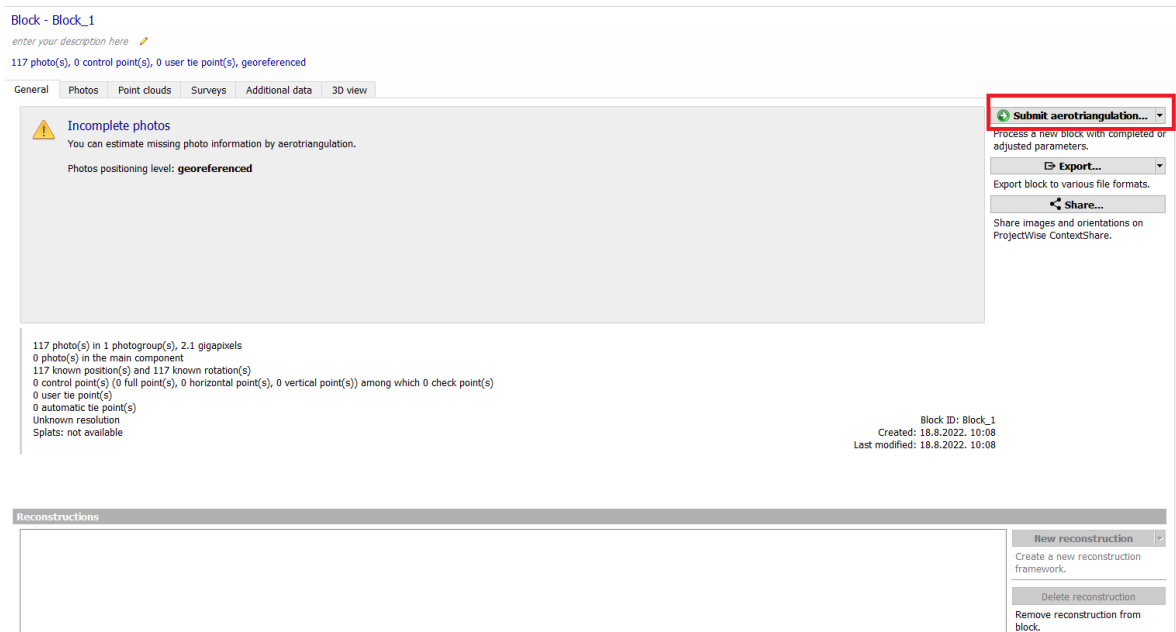 Block - Block_1
enter your description here
117 photo(s), 0 control point(s), 0 user tie point(s), georeferenced
General Photos Point clouds Surveys Additional data 3D view
Incomplete photos
You can estimate missing photo information by aerotriangulation.
Photos positioning level: georeferenced
Submit aerotriangulation...
Process a new block with completed or
adjusted parameters.
Export...
Export block to various file formats.
Share...
Share images and orientations on
ProjectWise ContextShare.
117 photo(s) in 1 photogroup(s), 2.1 gigapixels
0 photo(s) in the main component
117 known position(s) and 117 known rotation(s)
0 control point(s) (0 full point(s), 0 horizontal point(s), 0 vertical point(s)) among which 0 check point(s)
0 user tie point(s)
0 automatic tie point(s)
Unknown resolution
Splats: not available
Block ID: Block_1
Created: 18.8.2022. 10:08
Last modified: 18.8.2022. 10:08
Reconstructions
New reconstruction
Create a new reconstruction
framework.
Delete reconstruction
Remove reconstruction from
block.